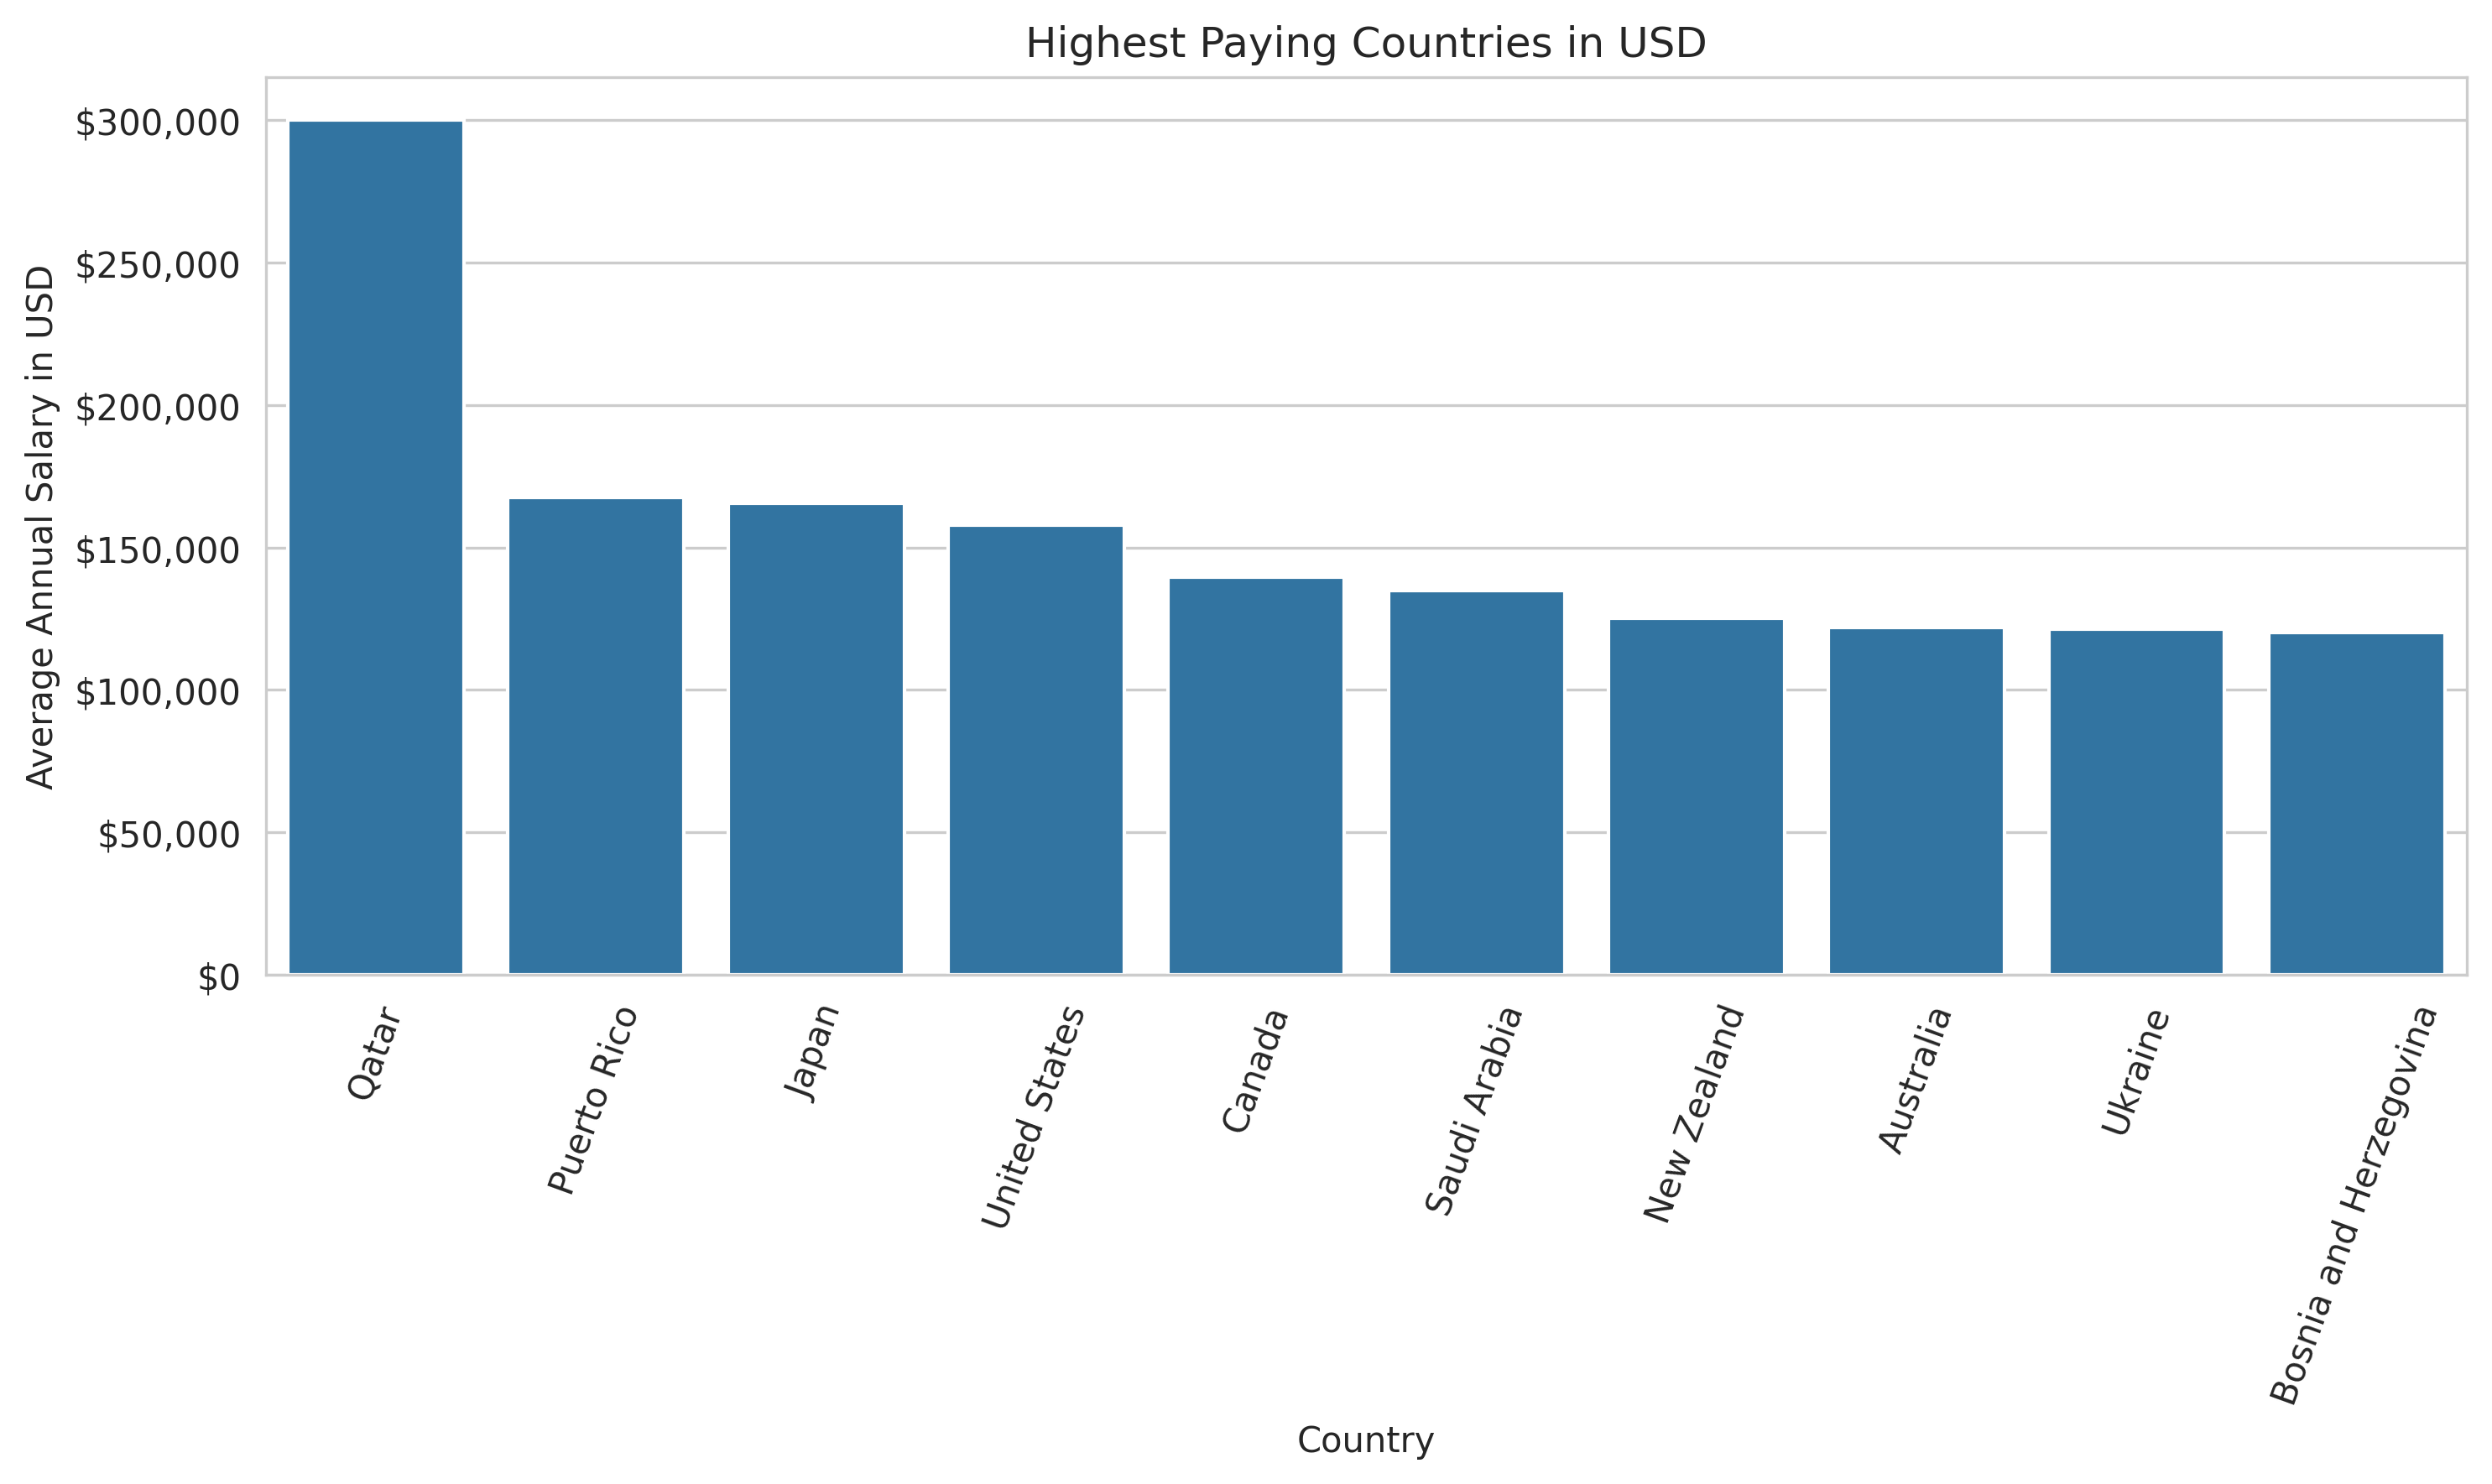 Highest Paying Countries in USD
Average Annual Salary in USD
$300,000
$250,000
$200,000
$150,000
$100,000
$50,000
$0
Qatar
Puerto Rico
Japan
United States
Canada
Saudi Arabia
New Zealand
Australia
Ukraine
Bosnia and Herzegovina
Country